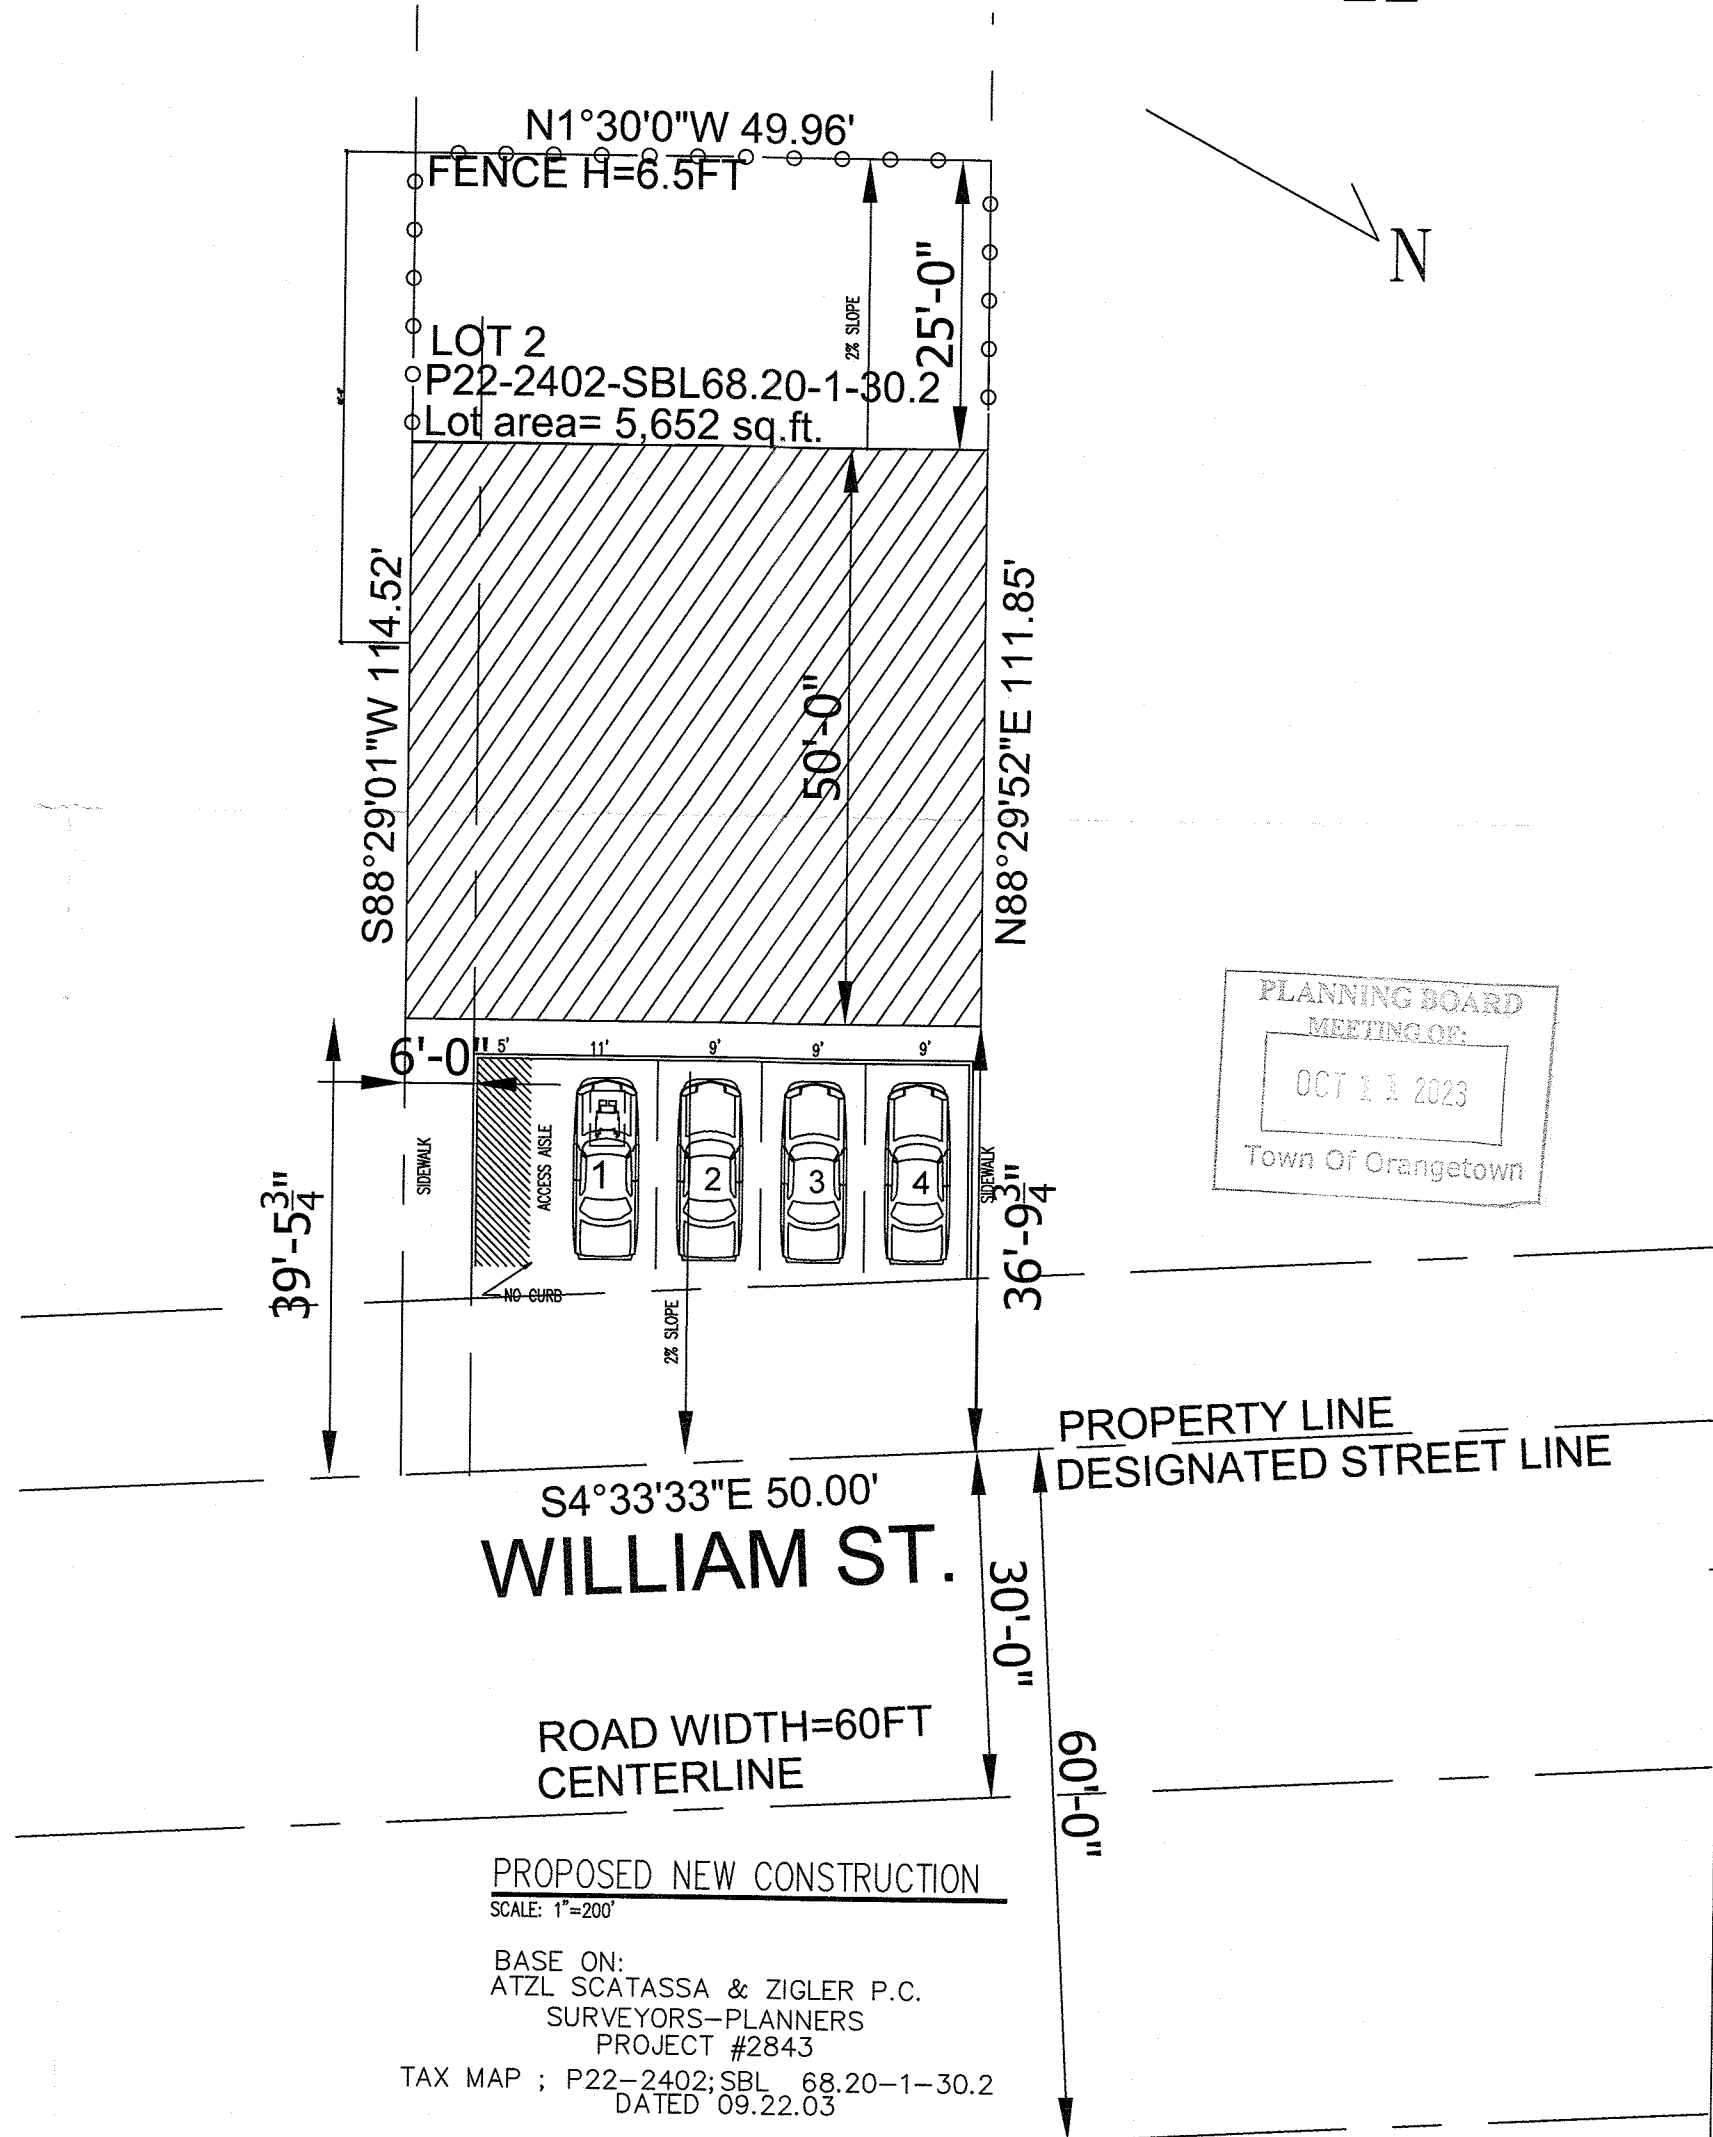 N1°30'0"W 49.96'
FENCE H=6.5FT
N
2% SLOPE
25'-0"
LOT 2
P22-2402-SBL68.20-1-30.2
Lot area= 5,652 sq.ft.
S88°29'01"W 114.52'
50'-0"
N88°29'52"E 111.85'
PLANNING BOARD
MEETING OF:
OCT 11 2023
Town Of Orangetown
6'-0"
5'
11'
9'
9'
9'
SIDEWALK
ACCESS AISLE
1
2
3
4
SIDEWALK
39'-5 3/4"
36'-9 3/4"
NO CURB
2% SLOPE
PROPERTY LINE
DESIGNATED STREET LINE
S4°33'33"E 50.00'
WILLIAM ST.
30'-0"
ROAD WIDTH=60FT
CENTERLINE
60'-0"
PROPOSED NEW CONSTRUCTION
SCALE: 1"=200'
BASE ON:
ATZL SCATASSA & ZIGLER P.C.
SURVEYORS-PLANNERS
PROJECT #2843
TAX MAP ; P22-2402;SBL 68.20-1-30.2
DATED 09.22.03